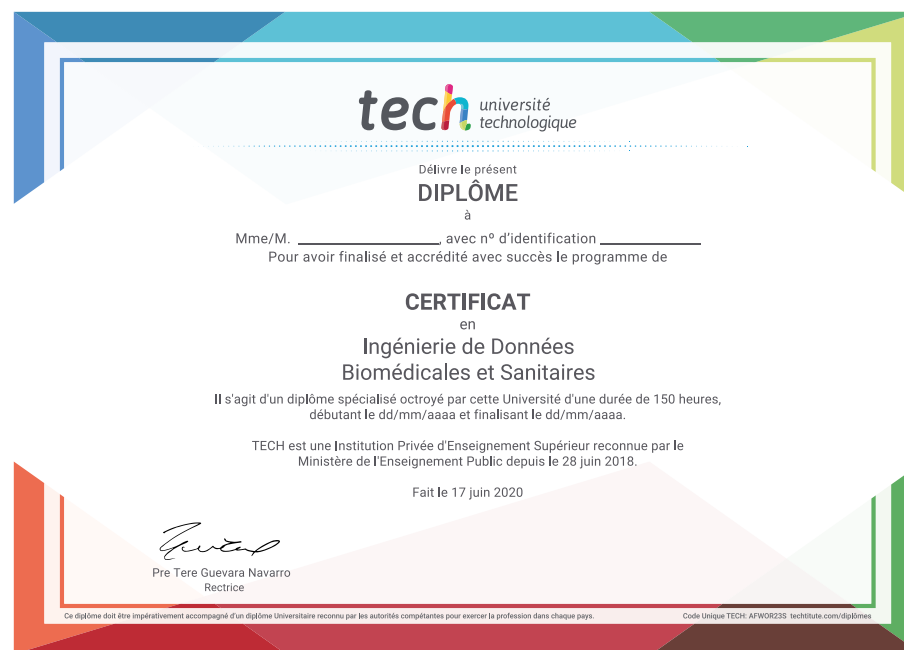 tech université
technologique
Délivre le présent
DIPLÔME
à
Mme/M. ____________________, avec nº d'identification ______________
Pour avoir finalisé et accrédité avec succès le programme de
CERTIFICAT
en
Ingénierie de Données
Biomédicales et Sanitaires
Il s'agit d'un diplôme spécialisé octroyé par cette Université d'une durée de 150 heures,
débutant le dd/mm/aaaa et finalisant le dd/mm/aaaa.
TECH est une Institution Privée d'Enseignement Supérieur reconnue par le
Ministère de l'Enseignement Public depuis le 28 juin 2018.
Fait le 17 juin 2020
Pre Tere Guevara Navarro
Rectrice
Ce diplôme doit être impérativement accompagné d'un diplôme Universitaire reconnu par les autorités compétentes pour exercer la profession dans chaque pays. Code Unique TECH: AFWOR23S techtitute.com/diplômes